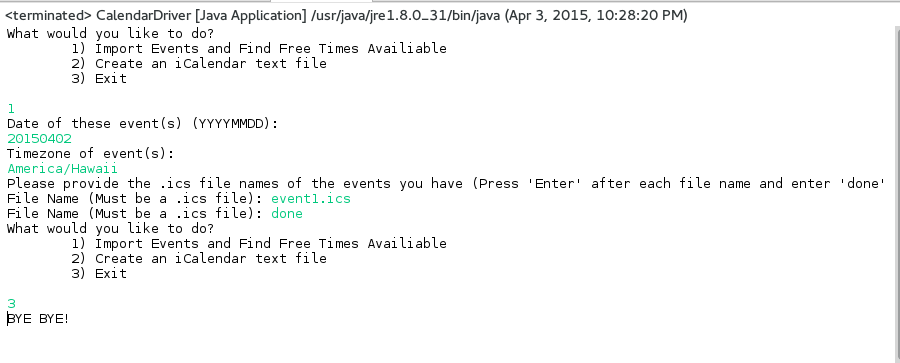 <terminated> CalendarDriver [Java Application] /usr/java/jre1.8.0_31/bin/java (Apr 3, 2015, 10:28:20 PM)
What would you like to do?
1) Import Events and Find Free Times Availiable
2) Create an iCalendar text file
3) Exit
1
Date of these event(s) (YYYYMMDD):
20150402
Timezone of event(s):
America/Hawaii
Please provide the .ics file names of the events you have (Press 'Enter' after each file name and enter 'done'
File Name (Must be a .ics file): event1.ics
File Name (Must be a .ics file): done
What would you like to do?
1) Import Events and Find Free Times Availiable
2) Create an iCalendar text file
3) Exit
3
BYE BYE!